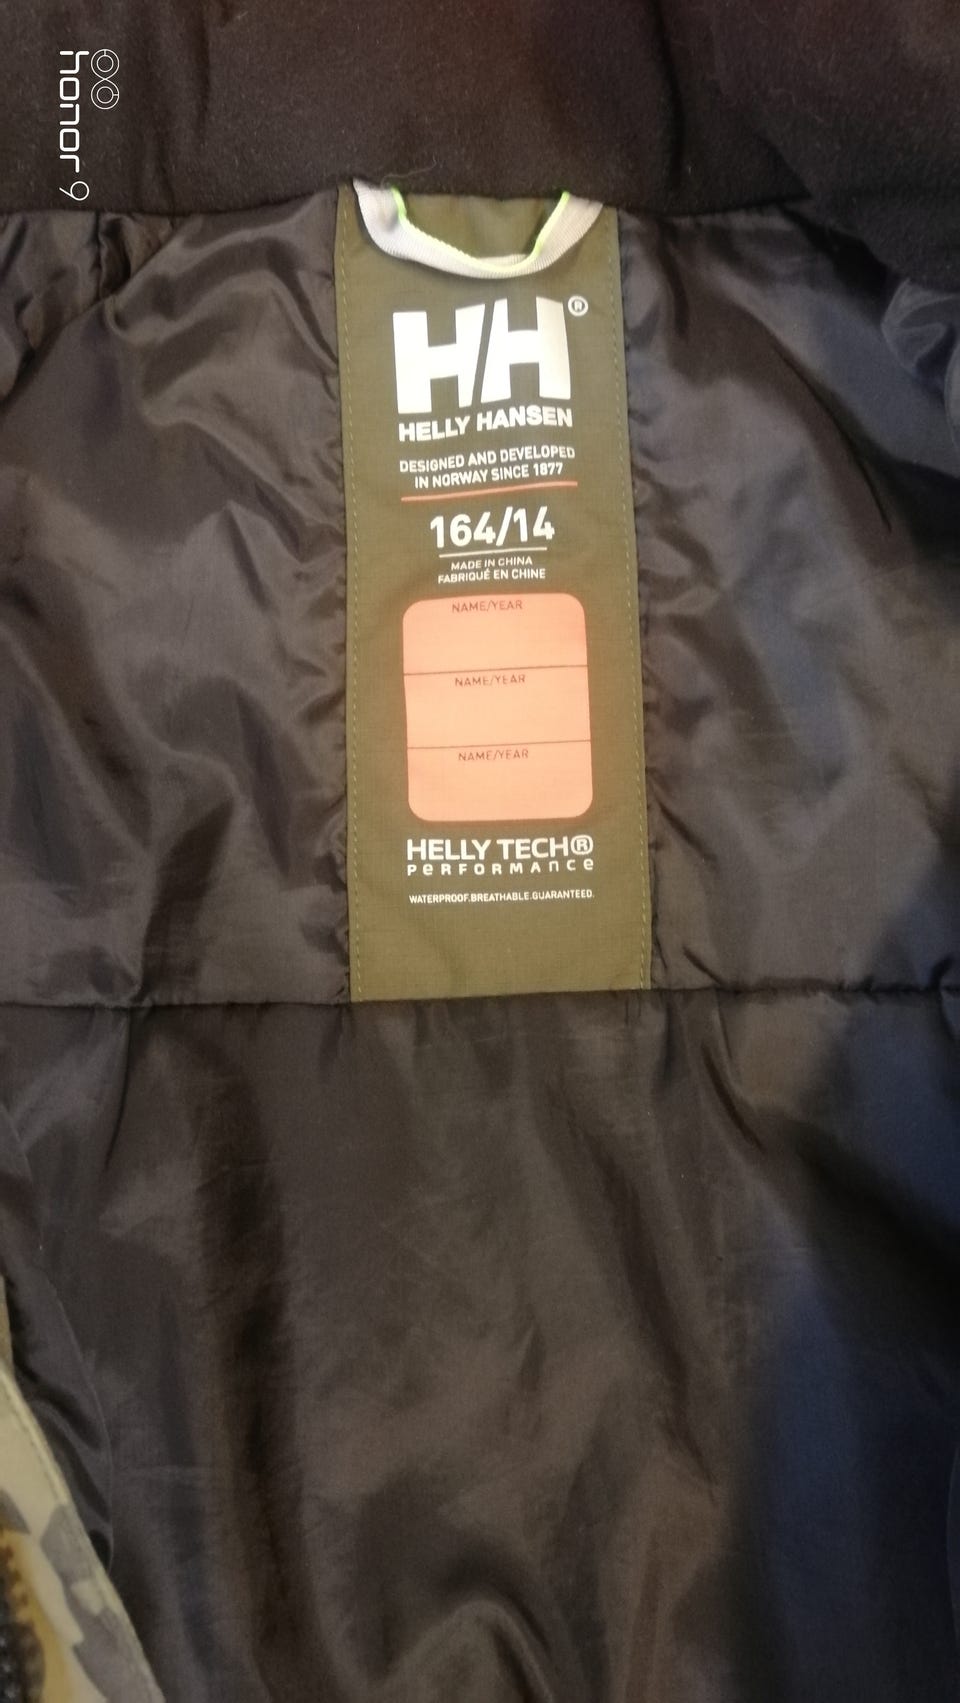 honor 9
HH®
HELLY HANSEN
DESIGNED AND DEVELOPED
IN NORWAY SINCE 1877
164/14
MADE IN CHINA
FABRIQUÉ EN CHINE
NAME/YEAR
NAME/YEAR
NAME/YEAR
HELLY TECH®
PERFORMANCE
WATERPROOF.BREATHABLE.GUARANTEED.